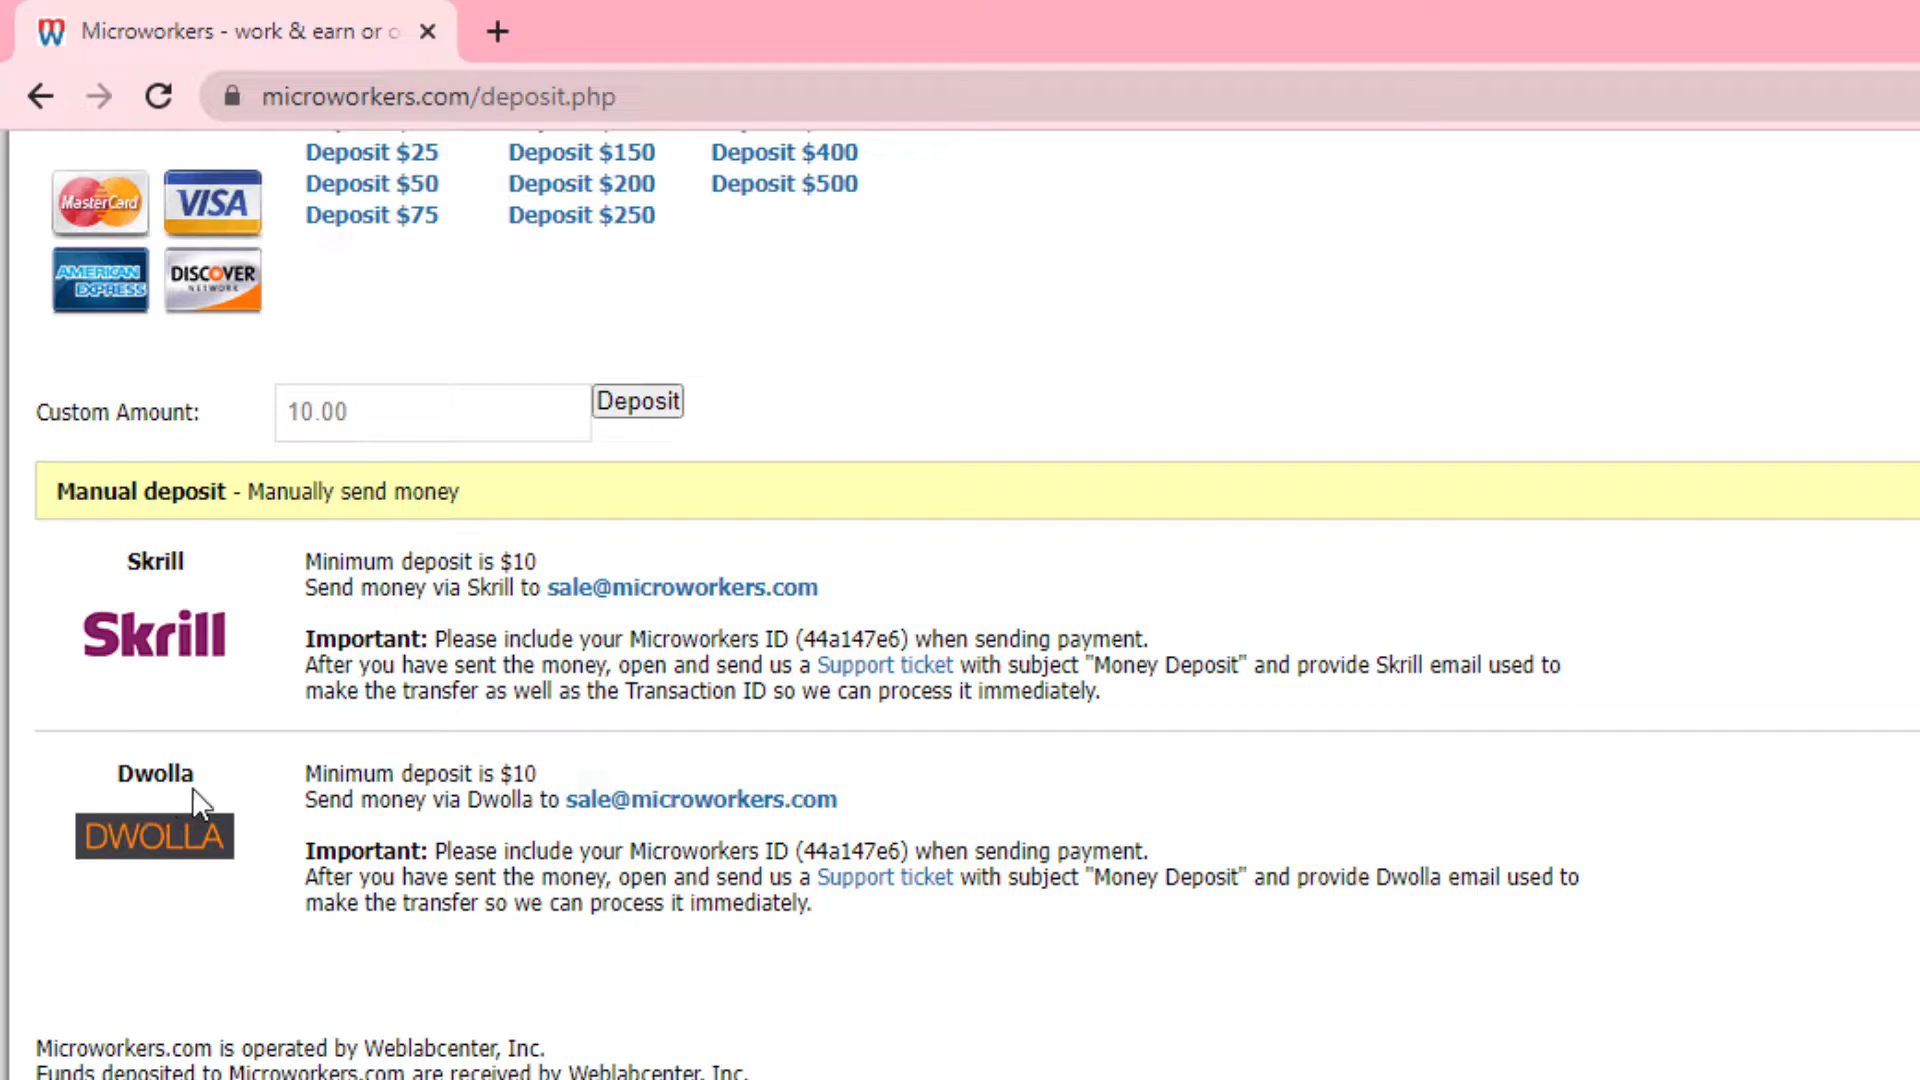 Microworkers - work & earn or o
microworkers.com/deposit.php
Deposit $25 Deposit $150 Deposit $400
Deposit $50 Deposit $200 Deposit $500
Deposit $75 Deposit $250
MasterCard VISA
AMERICAN EXPRESS DISCOVER NETWORK
Custom Amount: 10.00 Deposit
Manual deposit - Manually send money
Skrill
Minimum deposit is $10
Send money via Skrill to sale@microworkers.com
Skrill
Important: Please include your Microworkers ID (44a147e6) when sending payment.
After you have sent the money, open and send us a Support ticket with subject "Money Deposit" and provide Skrill email used to
make the transfer as well as the Transaction ID so we can process it immediately.
Dwolla
Minimum deposit is $10
Send money via Dwolla to sale@microworkers.com
DWOLLA
Important: Please include your Microworkers ID (44a147e6) when sending payment.
After you have sent the money, open and send us a Support ticket with subject "Money Deposit" and provide Dwolla email used to
make the transfer so we can process it immediately.
Microworkers.com is operated by Weblabcenter, Inc.
Funds deposited to Microworkers.com are received by Weblabcenter, Inc.